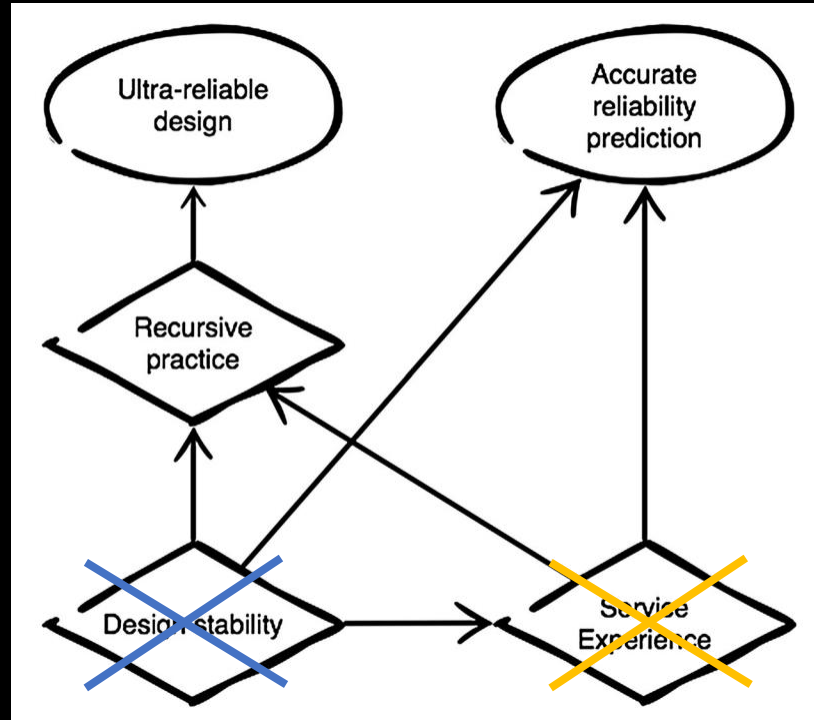 Ultra-reliable
design
Accurate
reliability
prediction
Recursive
practice
Design stability
Service
Experience